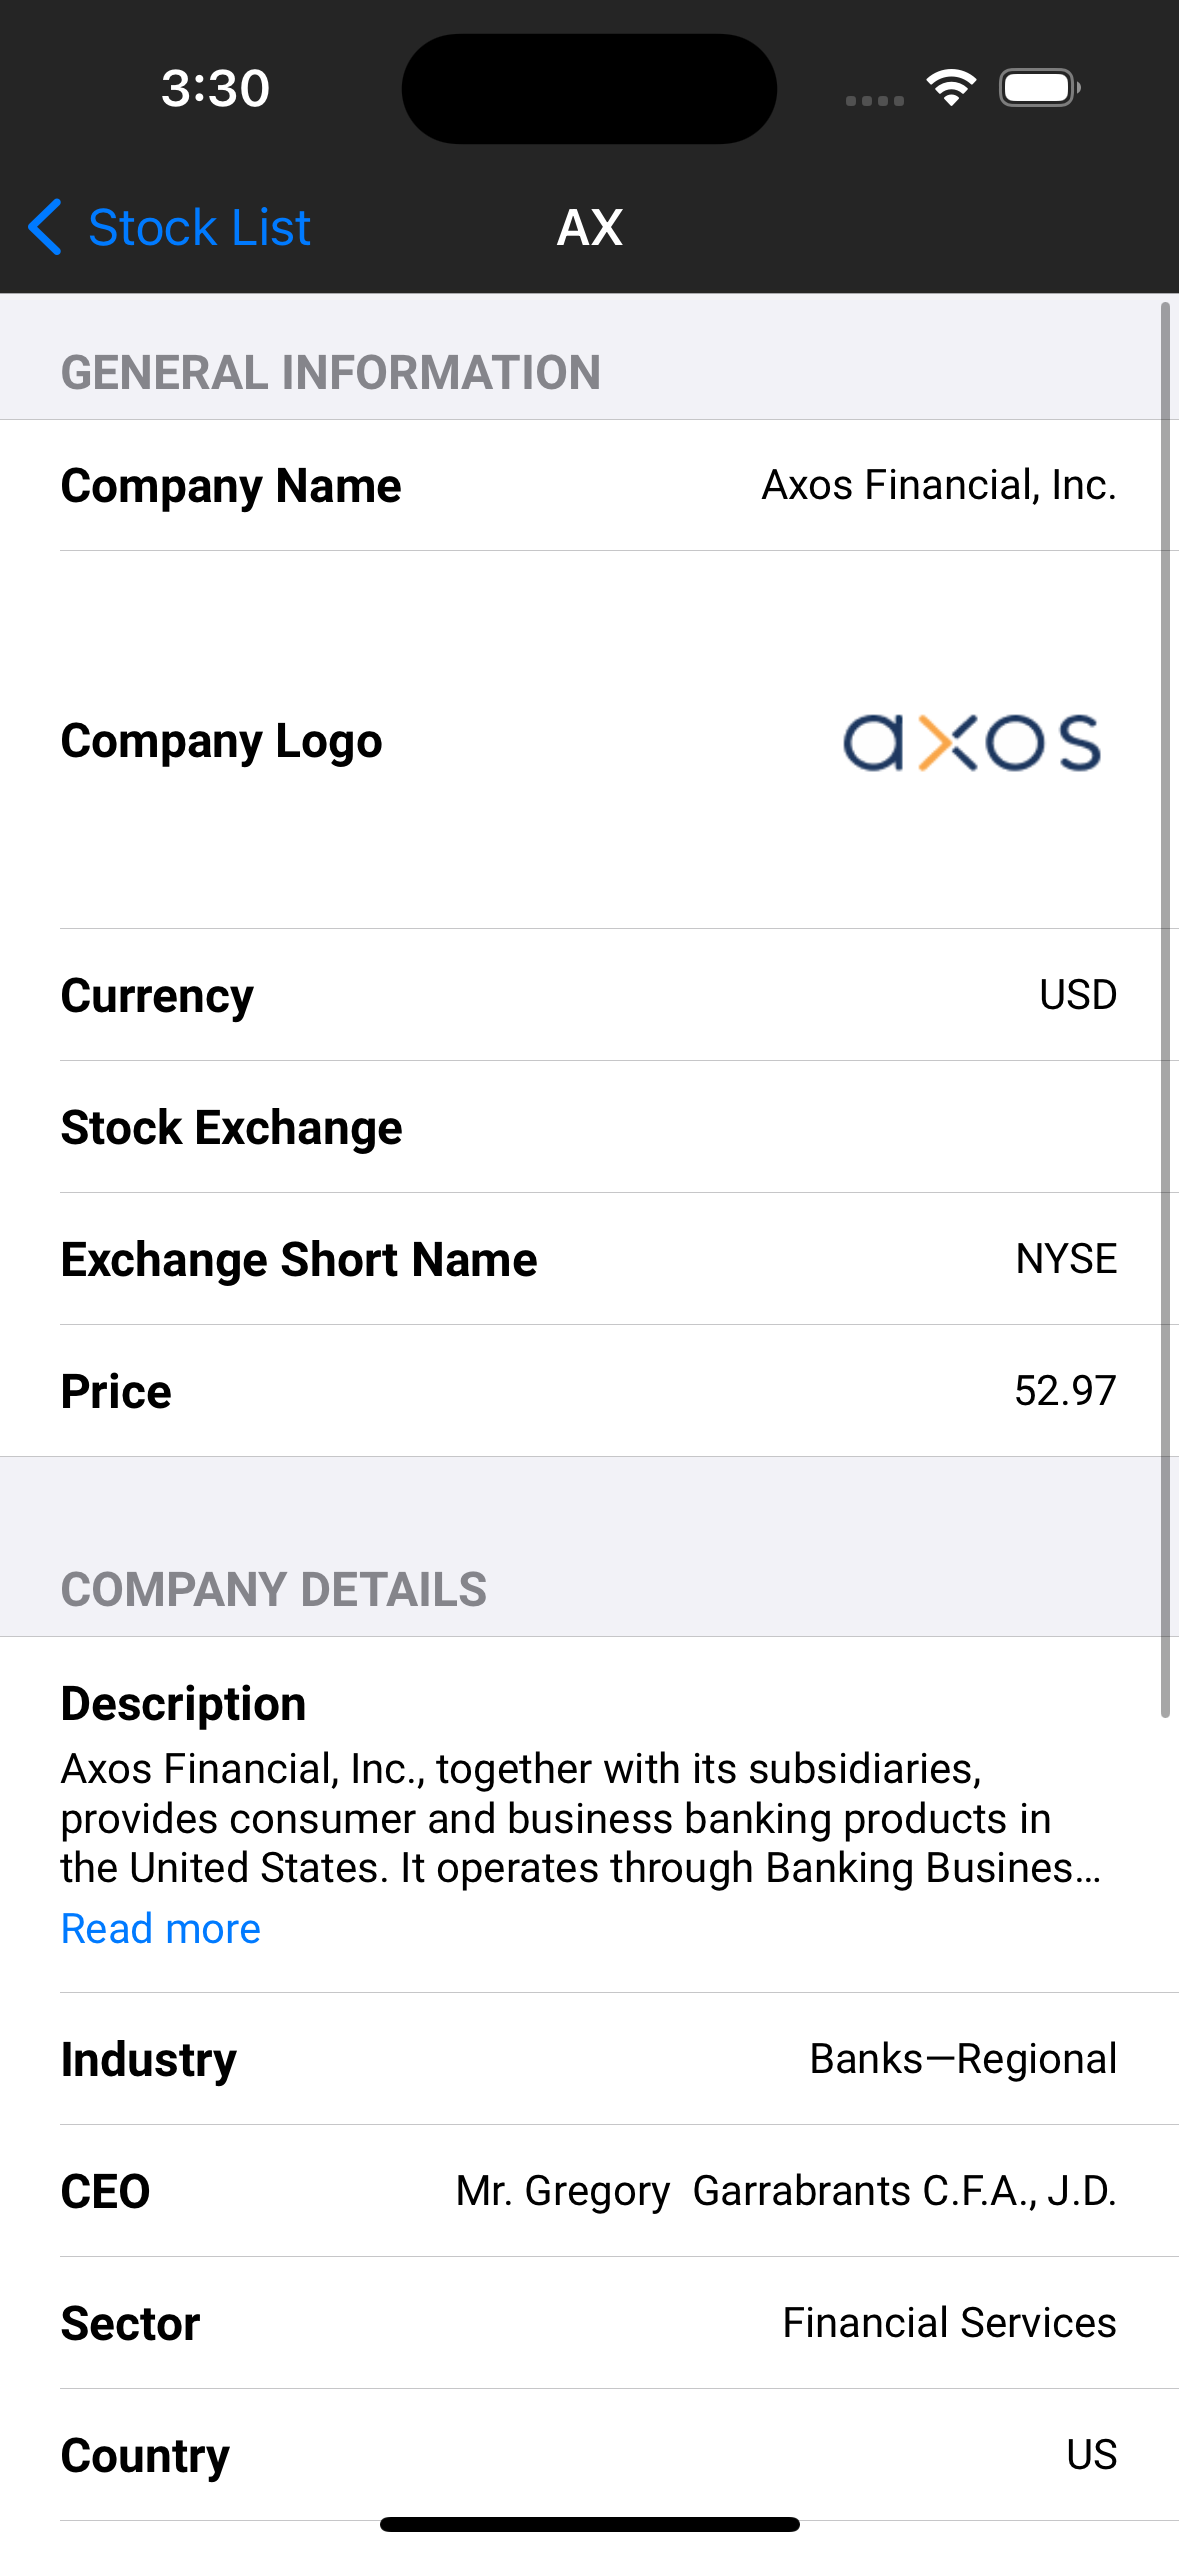 3:30
Stock List
AX
GENERAL INFORMATION
Company Name
Axos Financial, Inc.
Company Logo
axos
Currency
USD
Stock Exchange
Exchange Short Name
NYSE
Price
52.97
COMPANY DETAILS
Description
Axos Financial, Inc., together with its subsidiaries,
provides consumer and business banking products in
the United States. It operates through Banking Busines…
Read more
Industry
Banks—Regional
CEO
Mr. Gregory  Garrabrants C.F.A., J.D.
Sector
Financial Services
Country
US